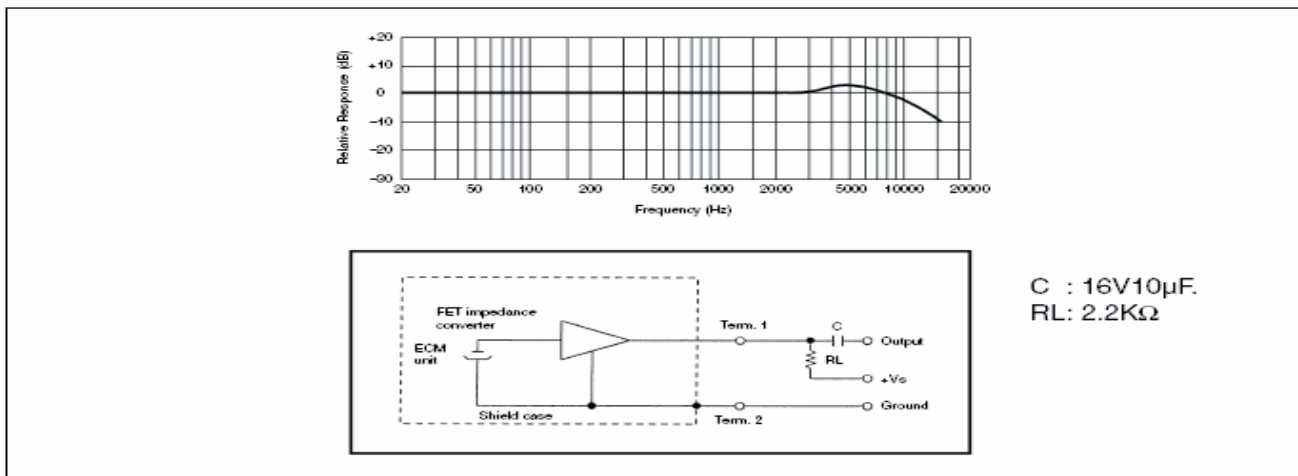 +20
+10
0
−10
−20
−30
Relative Response (dB)
20 50 100 200 500 1000 2000 5000 10000 20000
Frequency (Hz)
FET impedance
converter
ECM
unit
Shield case
Term. 1
Term. 2
C
RL
Output
+Vs
Ground
C : 16V10µF.
RL: 2.2KΩ